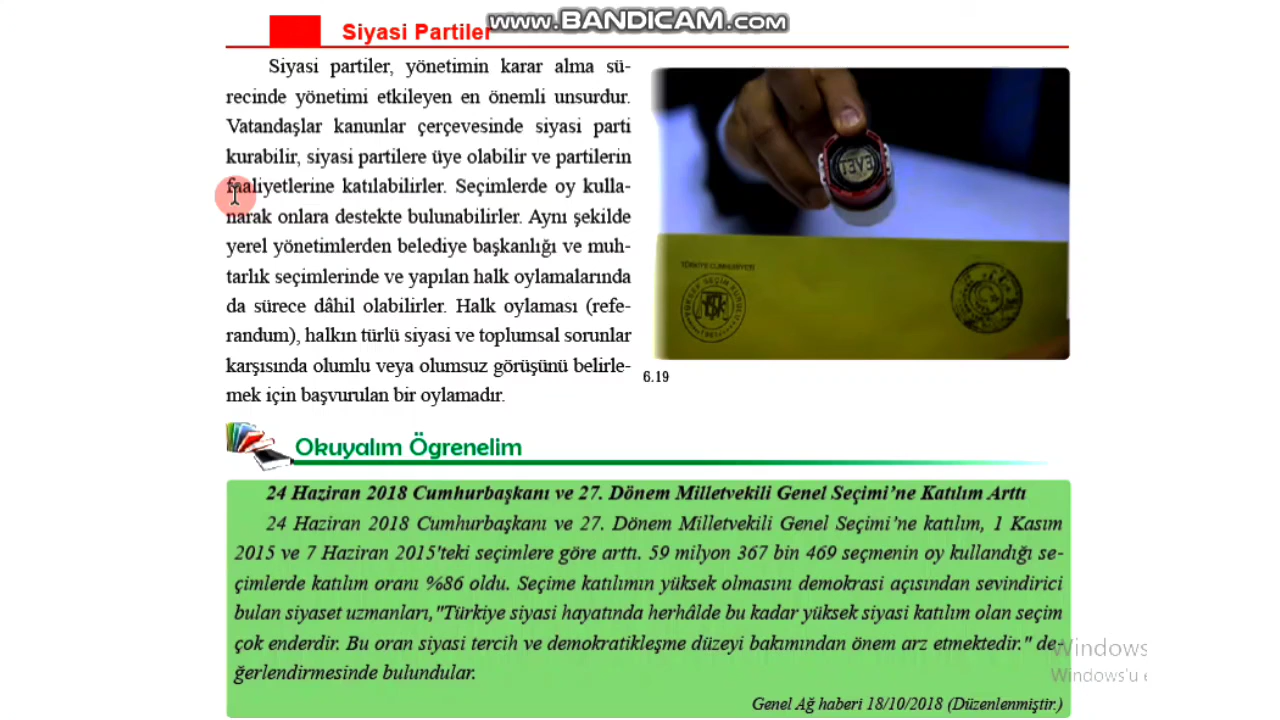 www.BANDICAM.com
Siyasi Partiler
Siyasi partiler, yönetimin karar alma sü-
recinde yönetimi etkileyen en önemli unsurdur.
Vatandaşlar kanunlar çerçevesinde siyasi parti
kurabilir, siyasi partilere üye olabilir ve partilerin
faaliyetlerine katılabilirler. Seçimlerde oy kulla-
narak onlara destekte bulunabilirler. Aynı şekilde
yerel yönetimlerden belediye başkanlığı ve muh-
tarlık seçimlerinde ve yapılan halk oylamalarında
da sürece dâhil olabilirler. Halk oylaması (refe-
randum), halkın türlü siyasi ve toplumsal sorunlar
karşısında olumlu veya olumsuz görüşünü belirle-
mek için başvurulan bir oylamadır.
EVET
TÜRKİYE CUMHURİYETİ
6.19
Okuyalım Ögrenelim
24 Haziran 2018 Cumhurbaşkanı ve 27. Dönem Milletvekili Genel Seçimi’ne Katılım Arttı
24 Haziran 2018 Cumhurbaşkanı ve 27. Dönem Milletvekili Genel Seçimi’ne katılım, 1 Kasım
2015 ve 7 Haziran 2015'teki seçimlere göre arttı. 59 milyon 367 bin 469 seçmenin oy kullandığı se-
çimlerde katılım oranı %86 oldu. Seçime katılımın yüksek olmasını demokrasi açısından sevindirici
bulan siyaset uzmanları,"Türkiye siyasi hayatında herhâlde bu kadar yüksek siyasi katılım olan seçim
çok enderdir. Bu oran siyasi tercih ve demokratikleşme düzeyi bakımından önem arz etmektedir." de-
ğerlendirmesinde bulundular.
Genel Ağ haberi 18/10/2018 (Düzenlenmiştir.)
Windows
Windows'u e